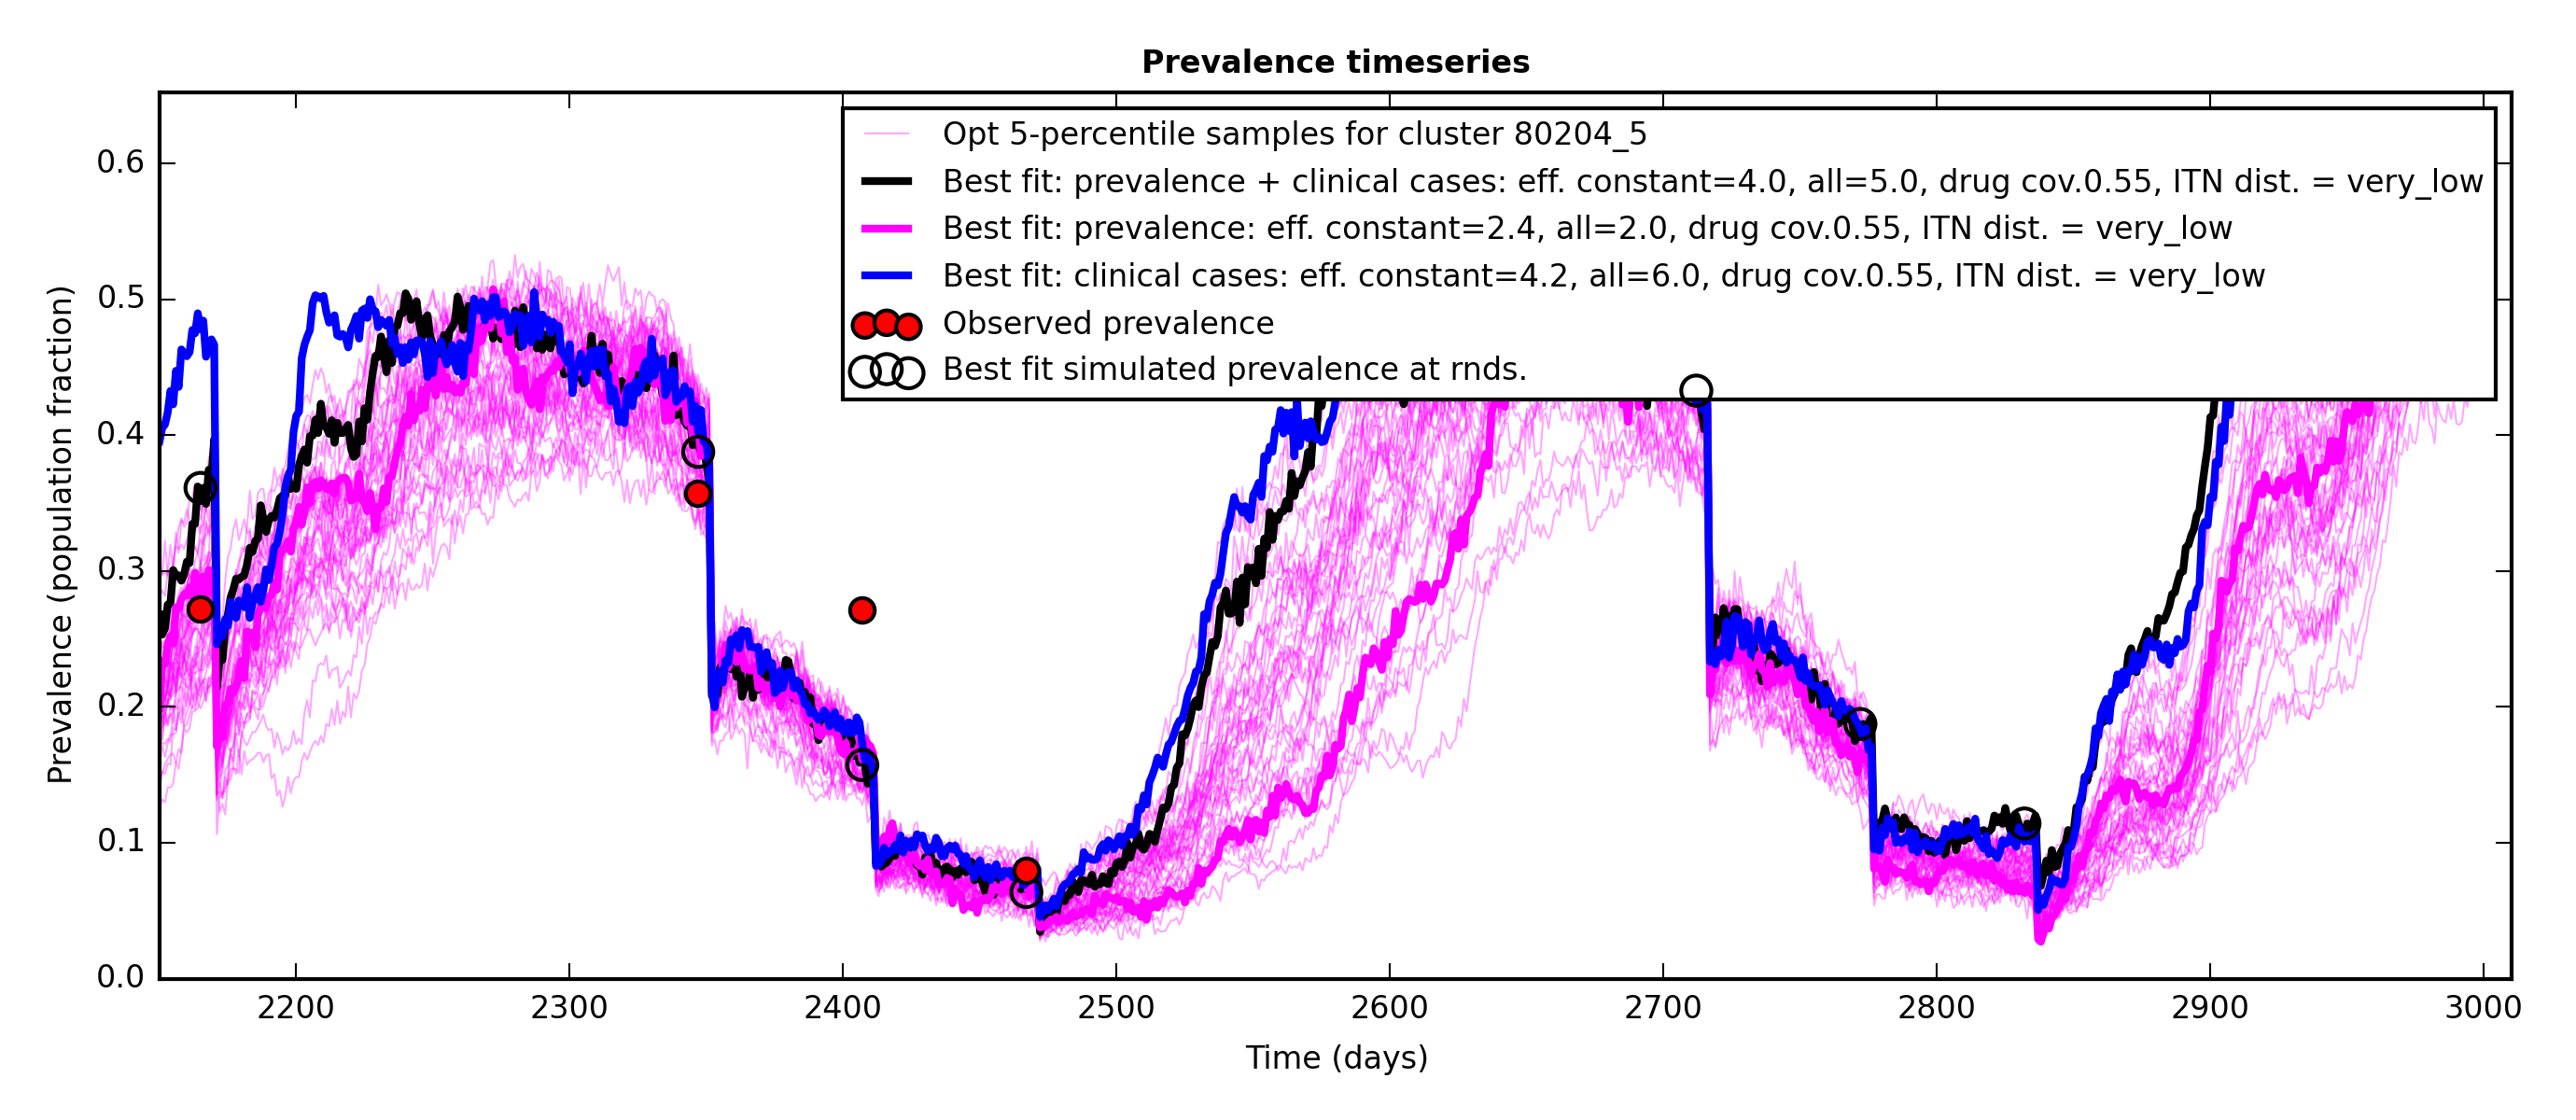 Prevalence timeseries
Opt 5-percentile samples for cluster 80204_5
Best fit: prevalence + clinical cases: eff. constant=4.0, all=5.0, drug cov.0.55, ITN dist. = very_low
Best fit: prevalence: eff. constant=2.4, all=2.0, drug cov.0.55, ITN dist. = very_low
Best fit: clinical cases: eff. constant=4.2, all=6.0, drug cov.0.55, ITN dist. = very_low
Observed prevalence
Best fit simulated prevalence at rnds.
Prevalence (population fraction)
0.6
0.5
0.4
0.3
0.2
0.1
0.0
2200 2300 2400 2500 2600 2700 2800 2900 3000
Time (days)